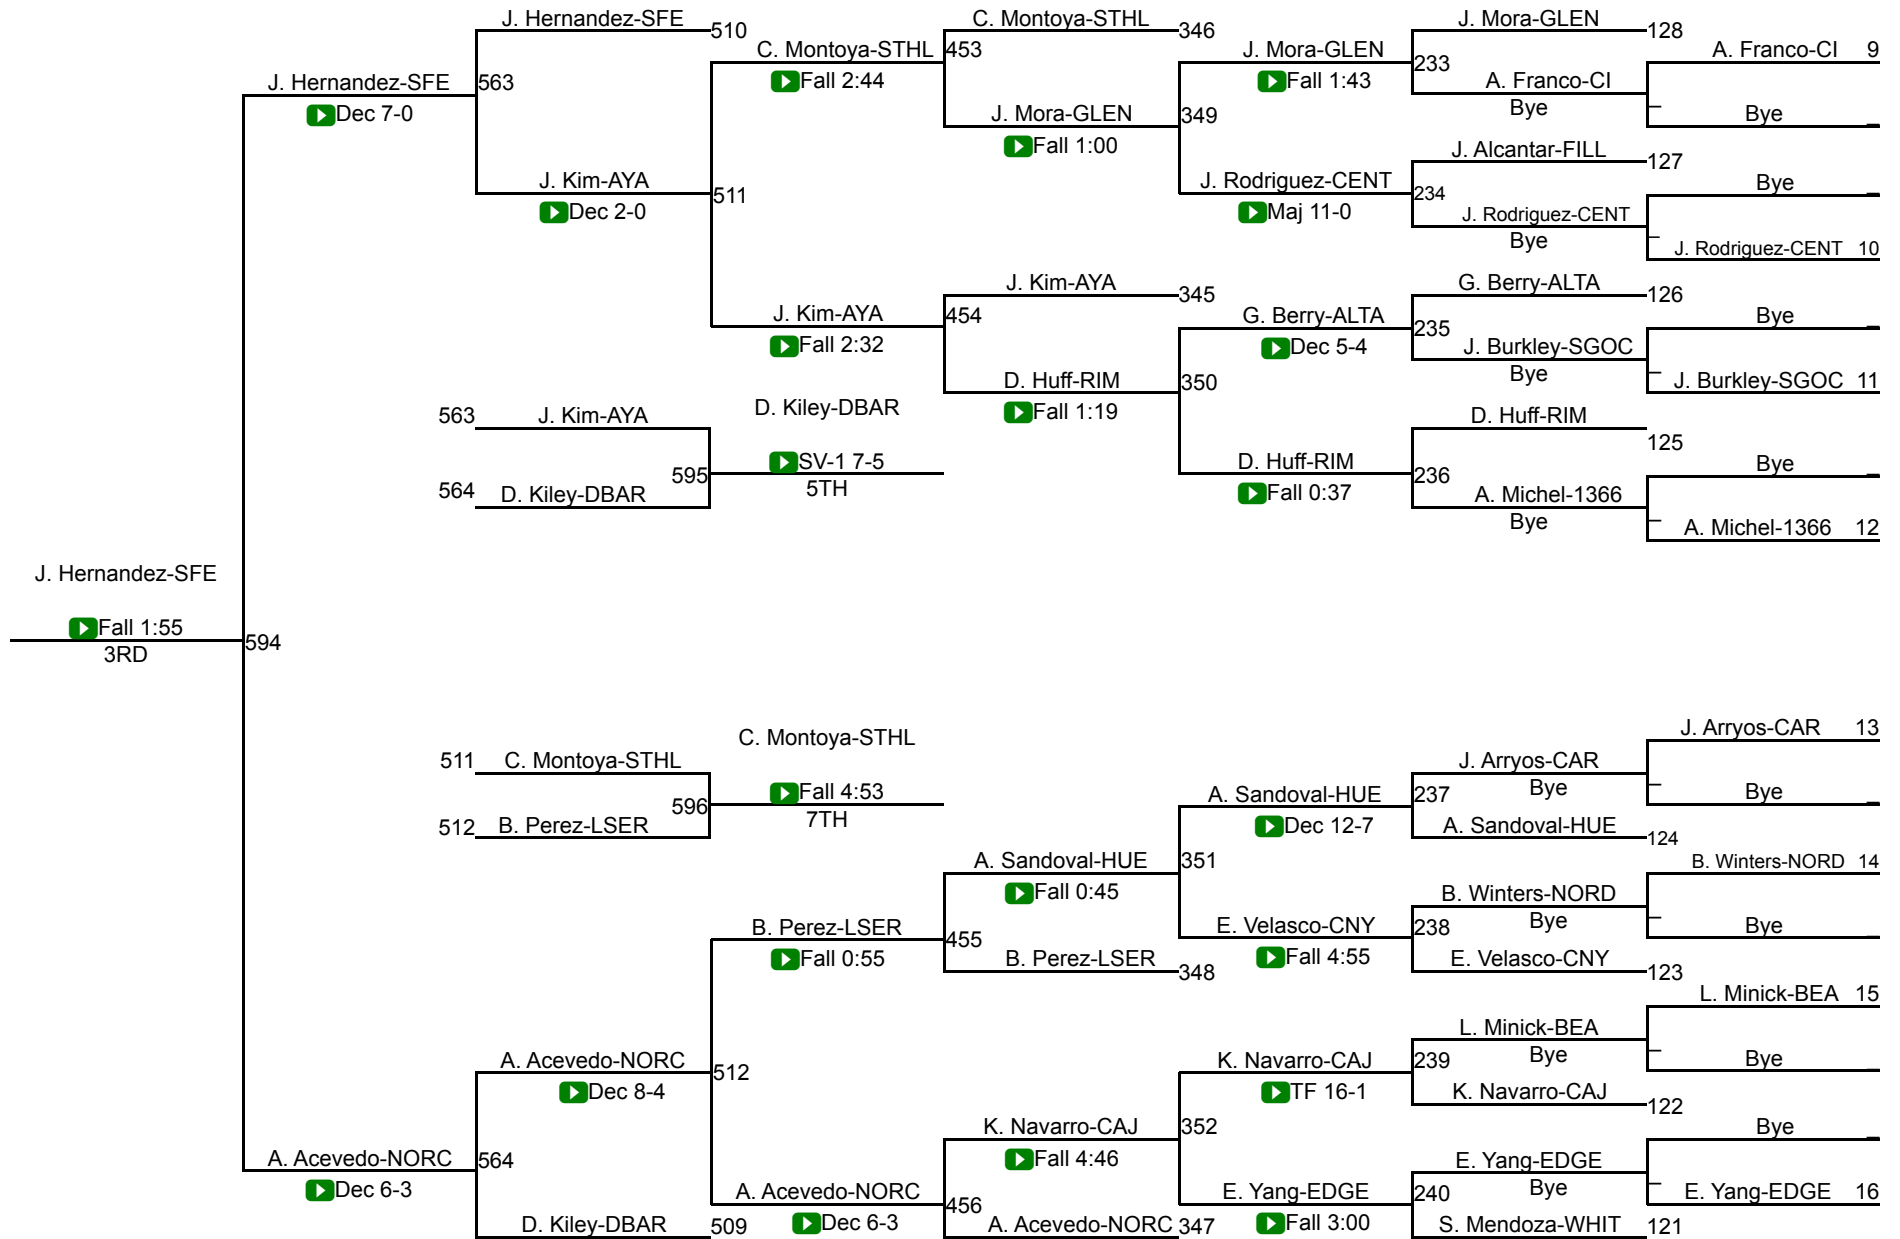 J. Hernandez-SFE
510
C. Montoya-STHL
346
J. Mora-GLEN
128
C. Montoya-STHL
453
Fall 2:44
J. Mora-GLEN
Fall 1:43
233
A. Franco-CI 9
A. Franco-CI
Bye
Bye
J. Hernandez-SFE
563
Dec 7-0
J. Mora-GLEN
349
Fall 1:00
J. Alcantar-FILL
127
Bye
J. Kim-AYA
Dec 2-0
511
J. Rodriguez-CENT
Maj 11-0
234
J. Rodriguez-CENT
Bye
J. Rodriguez-CENT 10
J. Kim-AYA
345
G. Berry-ALTA
126
Bye
J. Kim-AYA
454
Fall 2:32
G. Berry-ALTA
Dec 5-4
235
J. Burkley-SGOC
Bye
J. Burkley-SGOC 11
D. Huff-RIM
350
Fall 1:19
563 J. Kim-AYA
D. Kiley-DBAR
D. Huff-RIM
125
Bye
564 D. Kiley-DBAR
595
SV-1 7-5
5TH
D. Huff-RIM
Fall 0:37
236
A. Michel-1366
Bye
A. Michel-1366 12
J. Hernandez-SFE
Fall 1:55
3RD
594
511 C. Montoya-STHL
C. Montoya-STHL
512 B. Perez-LSER
596
Fall 4:53
7TH
J. Arryos-CAR 13
J. Arryos-CAR
Bye
Bye
A. Sandoval-HUE
Dec 12-7
237
A. Sandoval-HUE
124
A. Sandoval-HUE
Fall 0:45
351
B. Winters-NORD 14
B. Winters-NORD
Bye
Bye
B. Perez-LSER
Fall 0:55
455
E. Velasco-CNY
Fall 4:55
238
E. Velasco-CNY
123
B. Perez-LSER
348
L. Minick-BEA 15
L. Minick-BEA
Bye
Bye
A. Acevedo-NORC
Dec 8-4
512
K. Navarro-CAJ
TF 16-1
239
K. Navarro-CAJ
122
K. Navarro-CAJ
Fall 4:46
352
Bye
A. Acevedo-NORC
564
Dec 6-3
E. Yang-EDGE
Bye
E. Yang-EDGE 16
A. Acevedo-NORC
Dec 6-3
456
E. Yang-EDGE
Fall 3:00
240
D. Kiley-DBAR
509
A. Acevedo-NORC 347
S. Mendoza-WHIT
121